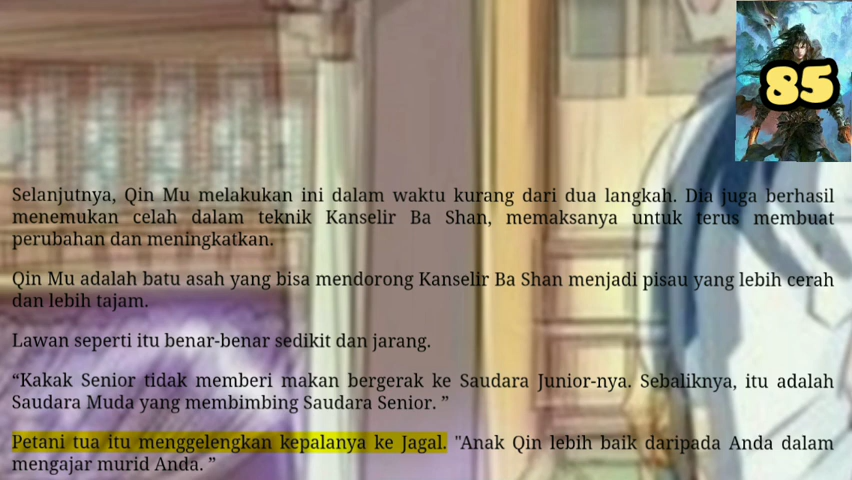 85
Selanjutnya, Qin Mu melakukan ini dalam waktu kurang dari dua langkah. Dia juga berhasil
menemukan celah dalam teknik Kanselir Ba Shan, memaksanya untuk terus membuat
perubahan dan meningkatkan.
Qin Mu adalah batu asah yang bisa mendorong Kanselir Ba Shan menjadi pisau yang lebih cerah
dan lebih tajam.
Lawan seperti itu benar-benar sedikit dan jarang.
“Kakak Senior tidak memberi makan bergerak ke Saudara Junior-nya. Sebaliknya, itu adalah
Saudara Muda yang membimbing Saudara Senior. ”
Petani tua itu menggelengkan kepalanya ke Jagal. "Anak Qin lebih baik daripada Anda dalam
mengajar murid Anda. ”